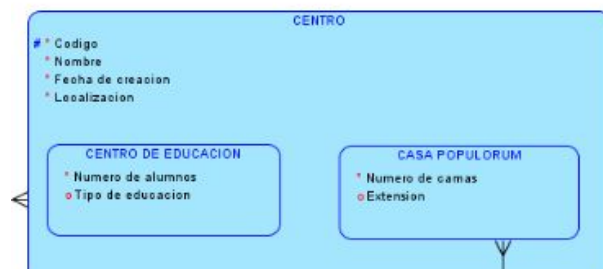 CENTRO
# * Codigo
* Nombre
* Fecha de creacion
* Localizacion
CENTRO DE EDUCACION
* Numero de alumnos
o Tipo de educacion
CASA POPULORUM
* Numero de camas
o Extension